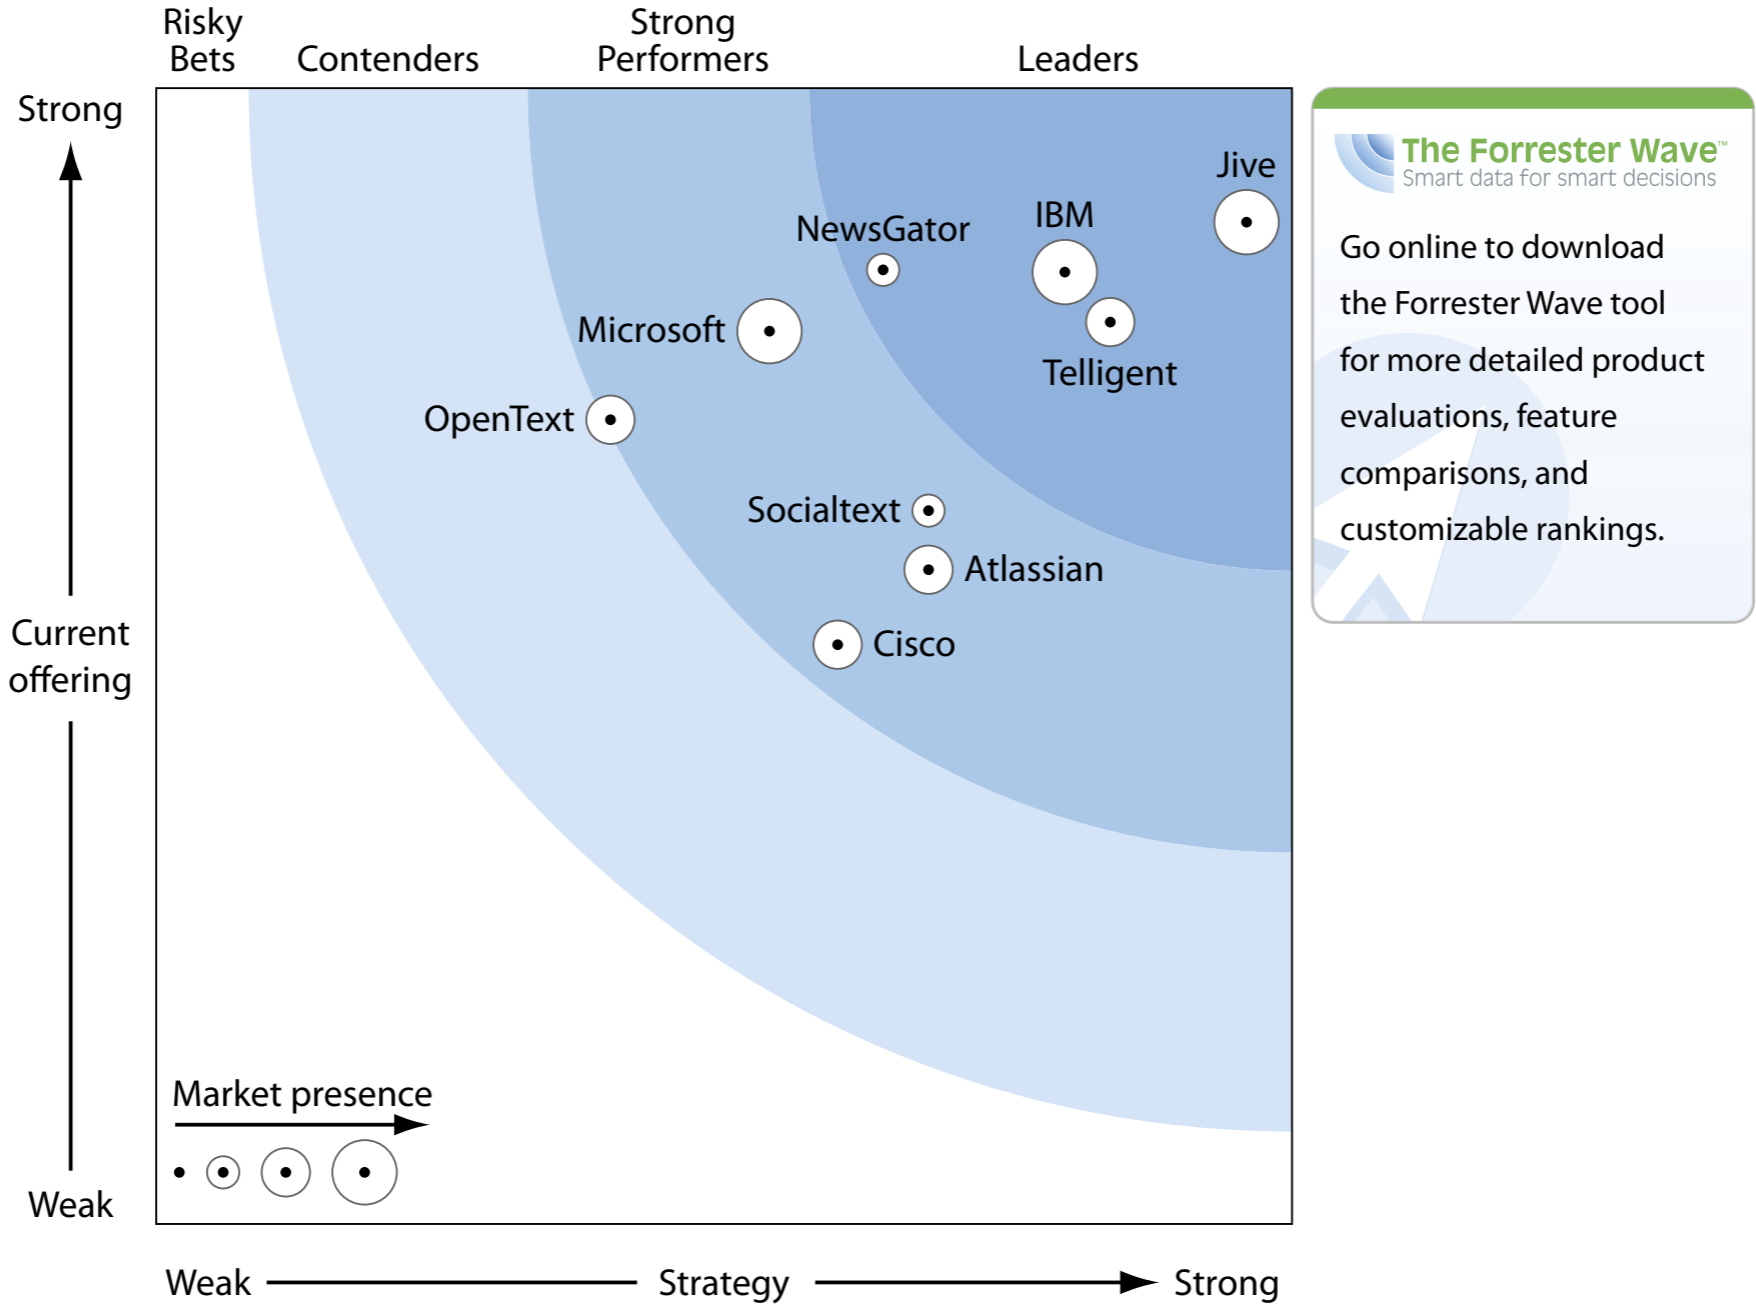 Risky
Bets
Contenders
Strong
Performers
Leaders
Strong
Current
offering
Weak
Jive
IBM
NewsGator
Telligent
Microsoft
OpenText
Socialtext
Atlassian
Cisco
Market presence
Weak
Strategy
Strong
The Forrester Wave™
Smart data for smart decisions
Go online to download
the Forrester Wave tool
for more detailed product
evaluations, feature
comparisons, and
customizable rankings.